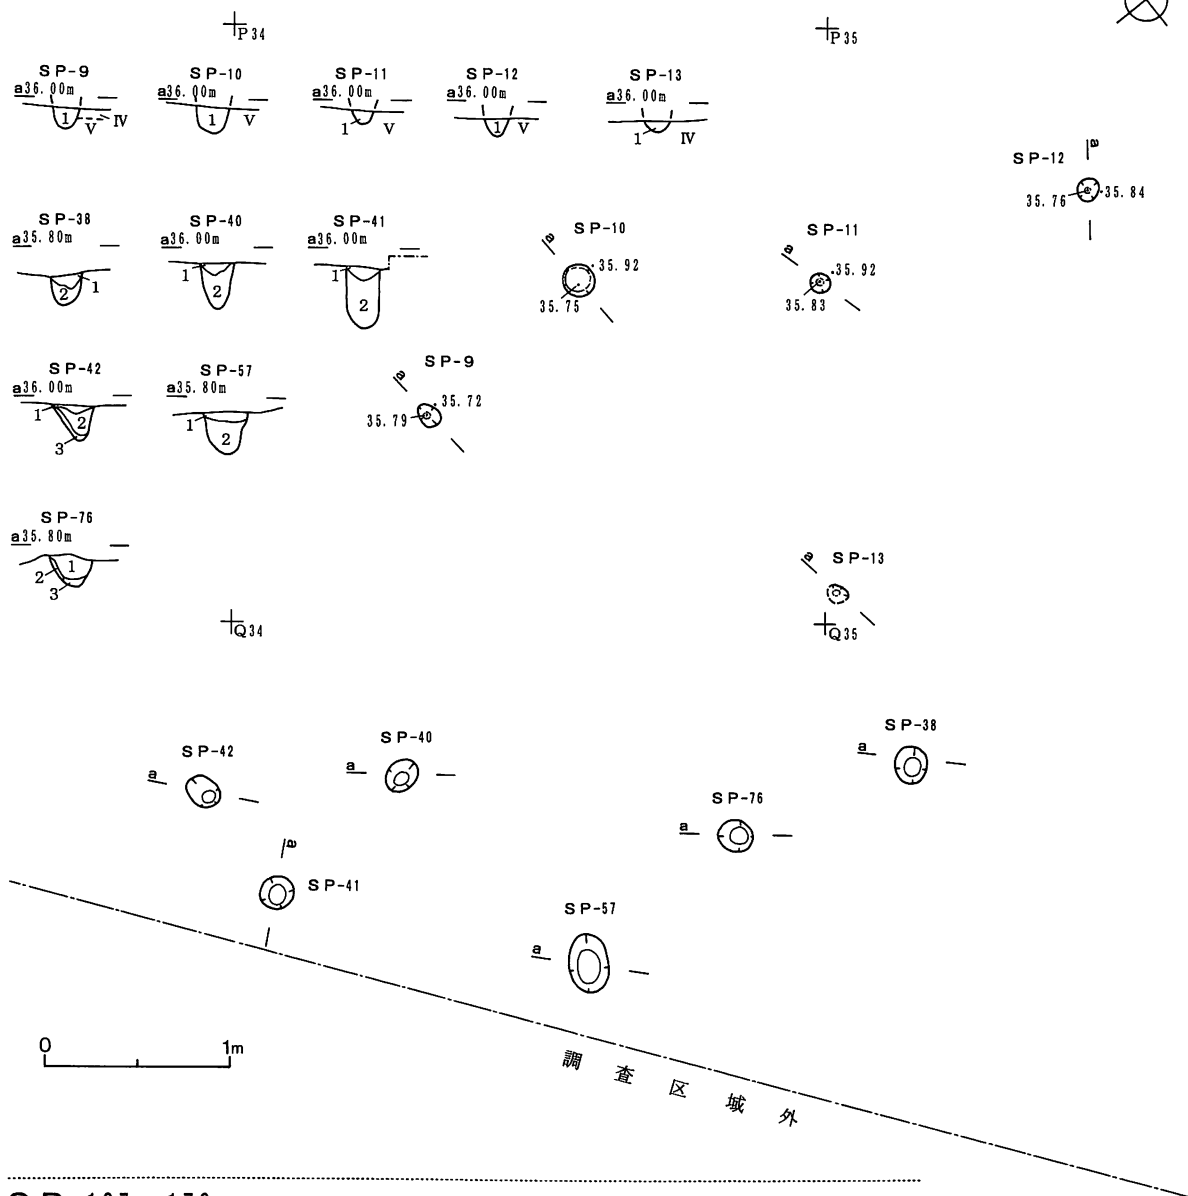 P34
P35
SP-9
a36.00m
1
V
IV
SP-10
a36.00m
1
V
SP-11
a36.00m
1
V
SP-12
a36.00m
1
V
SP-13
a36.00m
1
IV
SP-12
a
35.76
35.84
SP-38
a35.80m
1
2
SP-40
a36.00m
1
2
SP-41
a36.00m
1
2
SP-10
a
35.92
35.75
SP-11
a
35.92
35.83
SP-42
a36.00m
1
2
3
SP-57
a35.80m
1
2
SP-9
a
35.72
35.79
SP-76
a35.80m
1
2
3
SP-13
a
Q34
Q35
SP-42
a
SP-40
a
SP-38
a
SP-76
a
a
SP-41
SP-57
a
0 1m
調査区域外